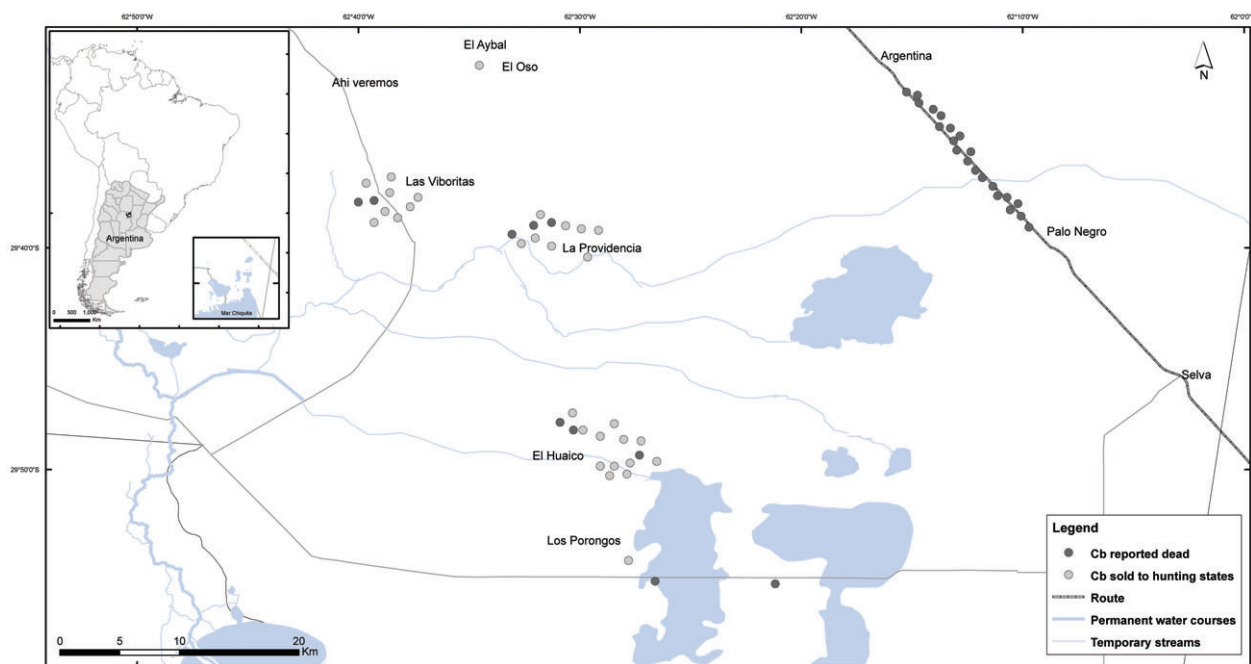 62°50'0"W 62°40'0"W 62°30'0"W 62°20'0"W 62°10'0"W 62°0'0"
El Aybal
El Oso
Argentina
N
Ahi veremos
Las Viboritas
Argentina
29°40'0"S
La Providencia
Palo Negro
Mar Chiquita
0 500 1,000
Km
Selva
El Huaico
29°50'0"S
Los Porongos
Legend
Cb reported dead
Cb sold to hunting states
Route
Permanent water courses
Temporary streams
0 5 10 20
Km